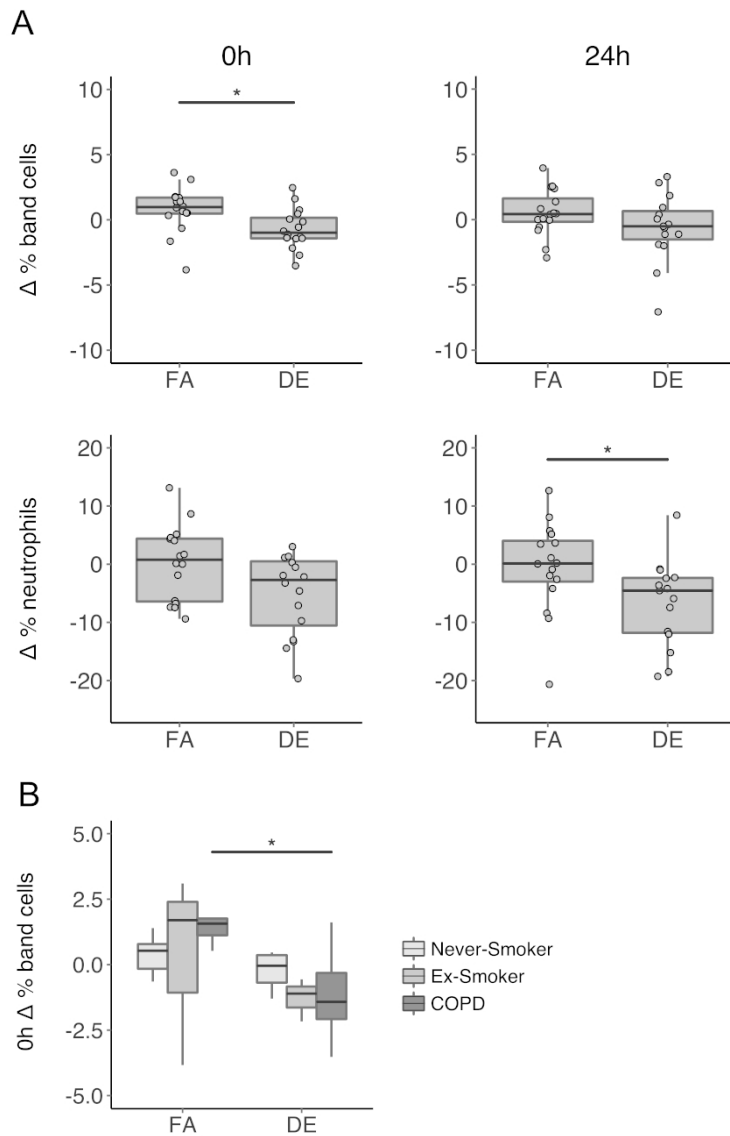 A
0h
24h
Δ % band cells
10
5
0
-5
-10
*
FA
DE
10
5
0
-5
-10
FA
DE
Δ % neutrophils
20
10
0
-10
-20
FA
DE
20
10
0
-10
-20
*
FA
DE
B
0h Δ % band cells
5.0
2.5
0.0
-2.5
-5.0
*
FA
DE
Never-Smoker
Ex-Smoker
COPD